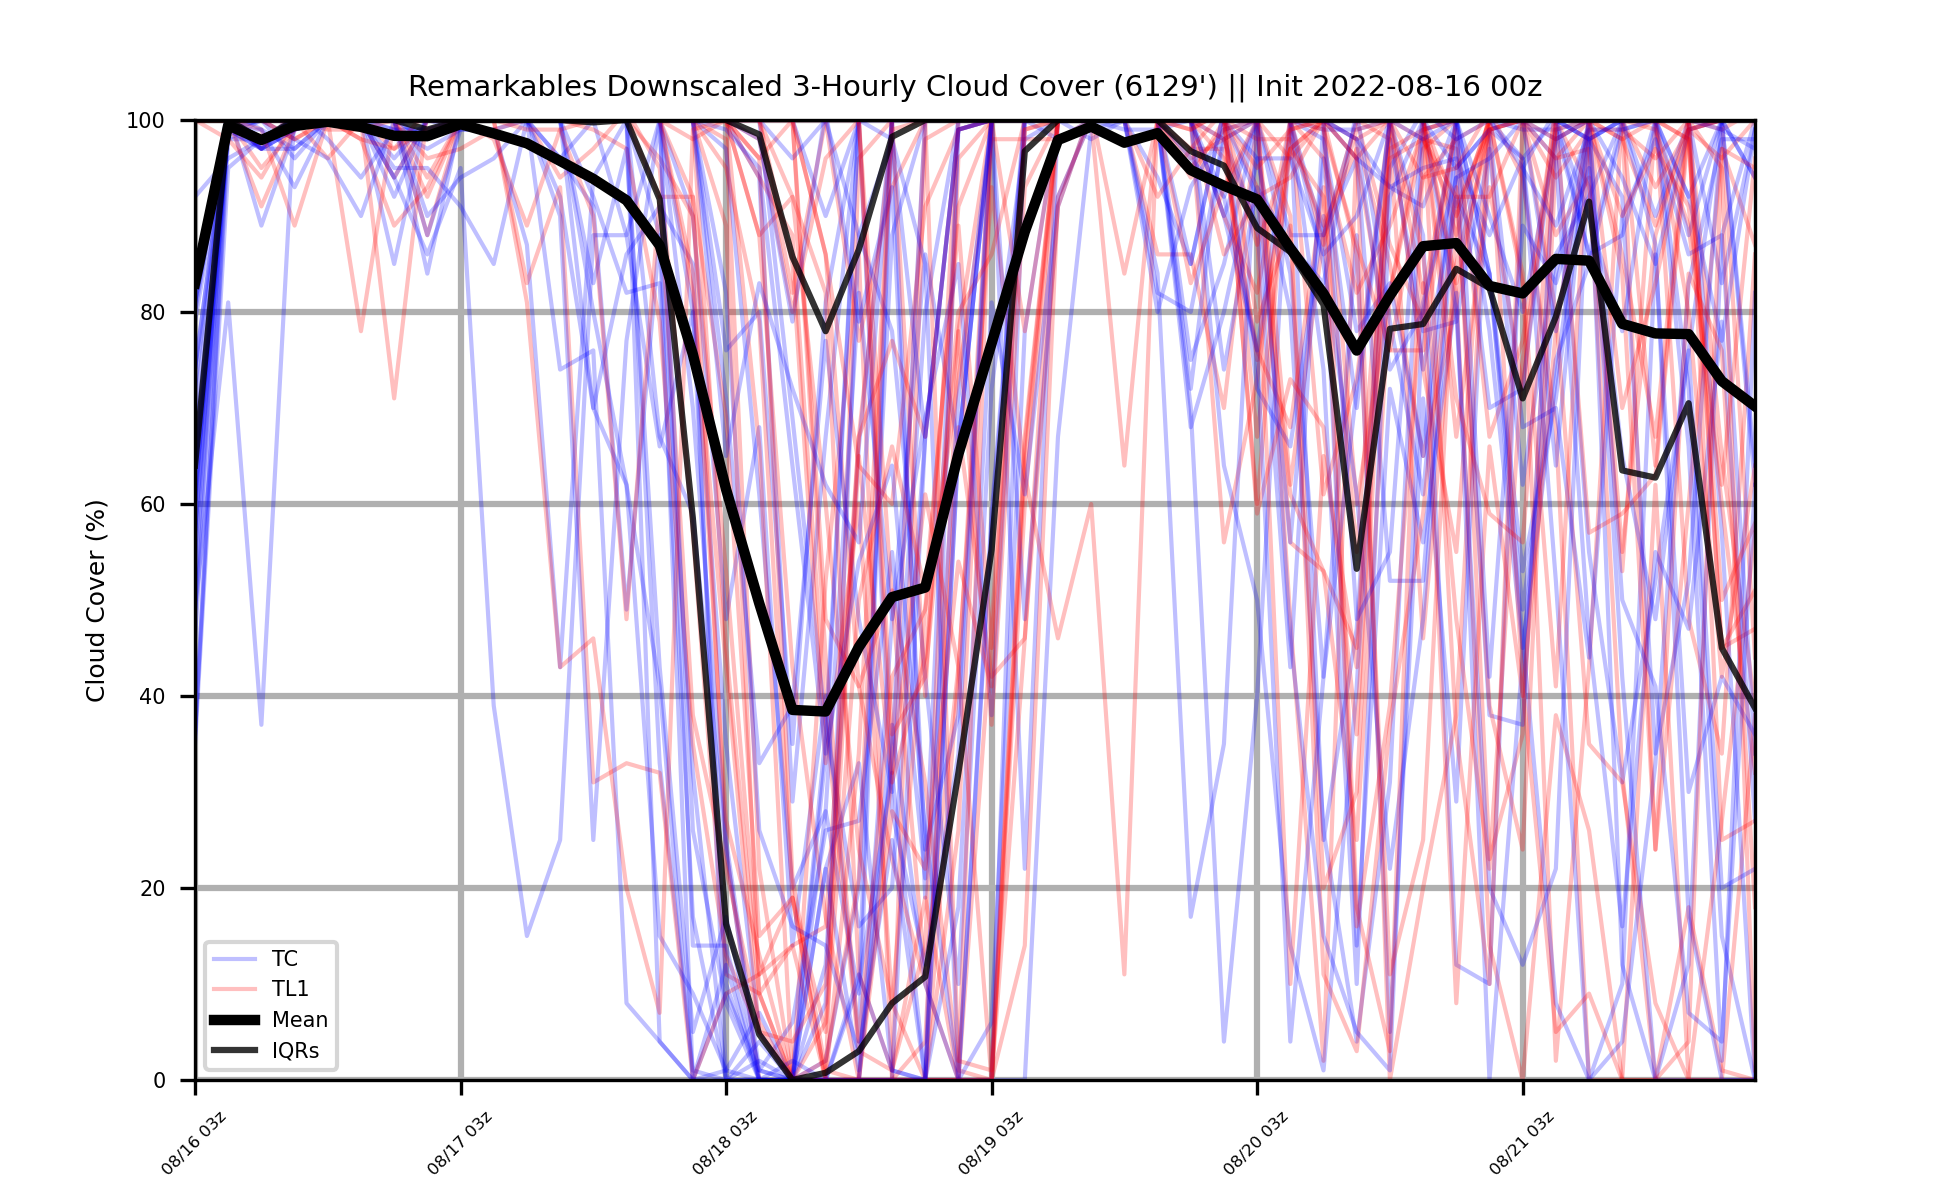 Remarkables Downscaled 3-Hourly Cloud Cover (6129') || Init 2022-08-16 00z
Cloud Cover (%)
100
80
60
40
20
0
TC
TL1
Mean
IQRs
08/16 03z
08/17 03z
08/18 03z
08/19 03z
08/20 03z
08/21 03z